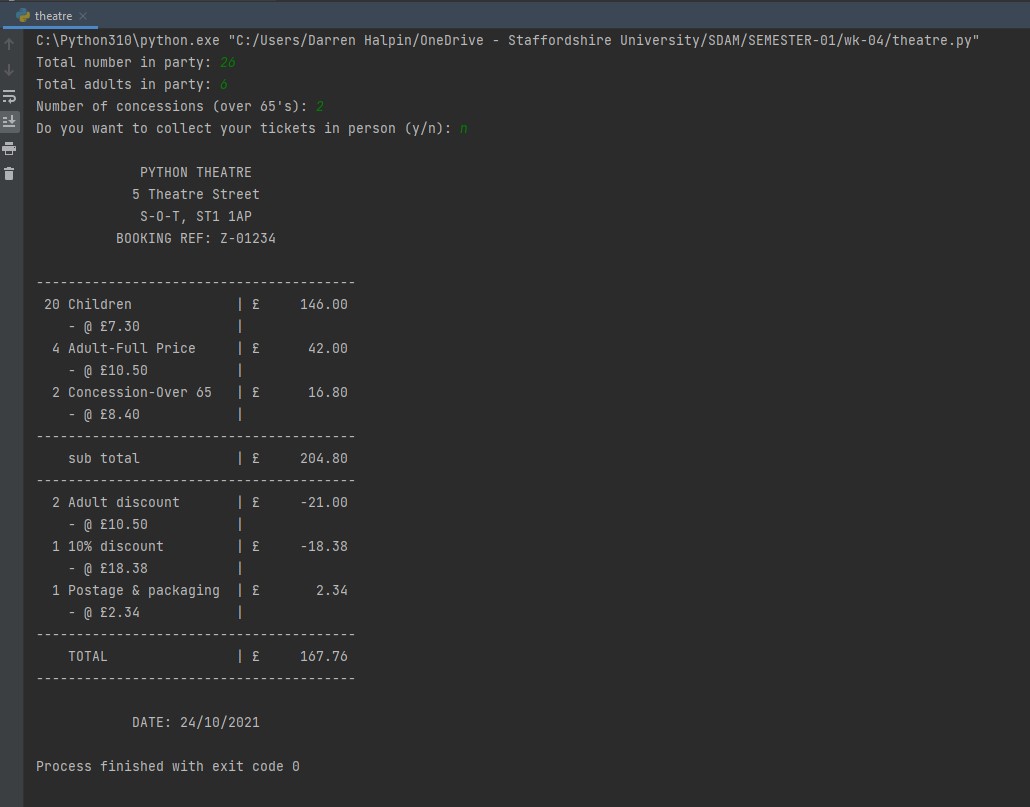 theatre
C:\Python310\python.exe "C:/Users/Darren Halpin/OneDrive - Staffordshire University/SDAM/SEMESTER-01/wk-04/theatre.py"
Total number in party: 26
Total adults in party: 6
Number of concessions (over 65's): 2
Do you want to collect your tickets in person (y/n): n
PYTHON THEATRE
5 Theatre Street
S-O-T, ST1 1AP
BOOKING REF: Z-01234
----------------------------------------
20 Children | £ 146.00
- @ £7.30 |
4 Adult-Full Price | £ 42.00
- @ £10.50 |
2 Concession-Over 65 | £ 16.80
- @ £8.40 |
----------------------------------------
sub total | £ 204.80
----------------------------------------
2 Adult discount | £ -21.00
- @ £10.50 |
1 10% discount | £ -18.38
- @ £18.38 |
1 Postage & packaging | £ 2.34
- @ £2.34 |
----------------------------------------
TOTAL | £ 167.76
----------------------------------------
DATE: 24/10/2021
Process finished with exit code 0